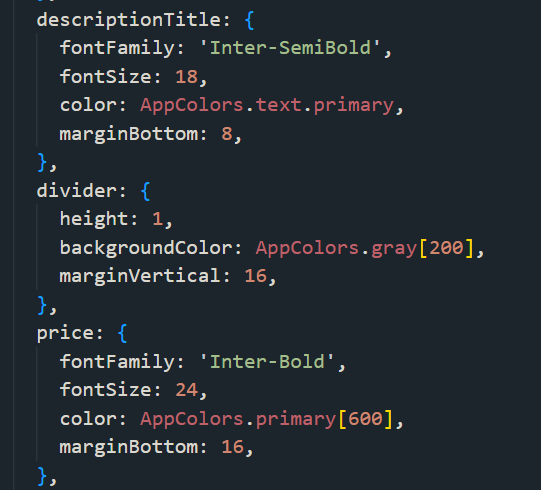 descriptionTitle: {
fontFamily: 'Inter-SemiBold',
fontSize: 18,
color: AppColors.text.primary,
marginBottom: 8,
},
divider: {
height: 1,
backgroundColor: AppColors.gray[200],
marginVertical: 16,
},
price: {
fontFamily: 'Inter-Bold',
fontSize: 24,
color: AppColors.primary[600],
marginBottom: 16,
},